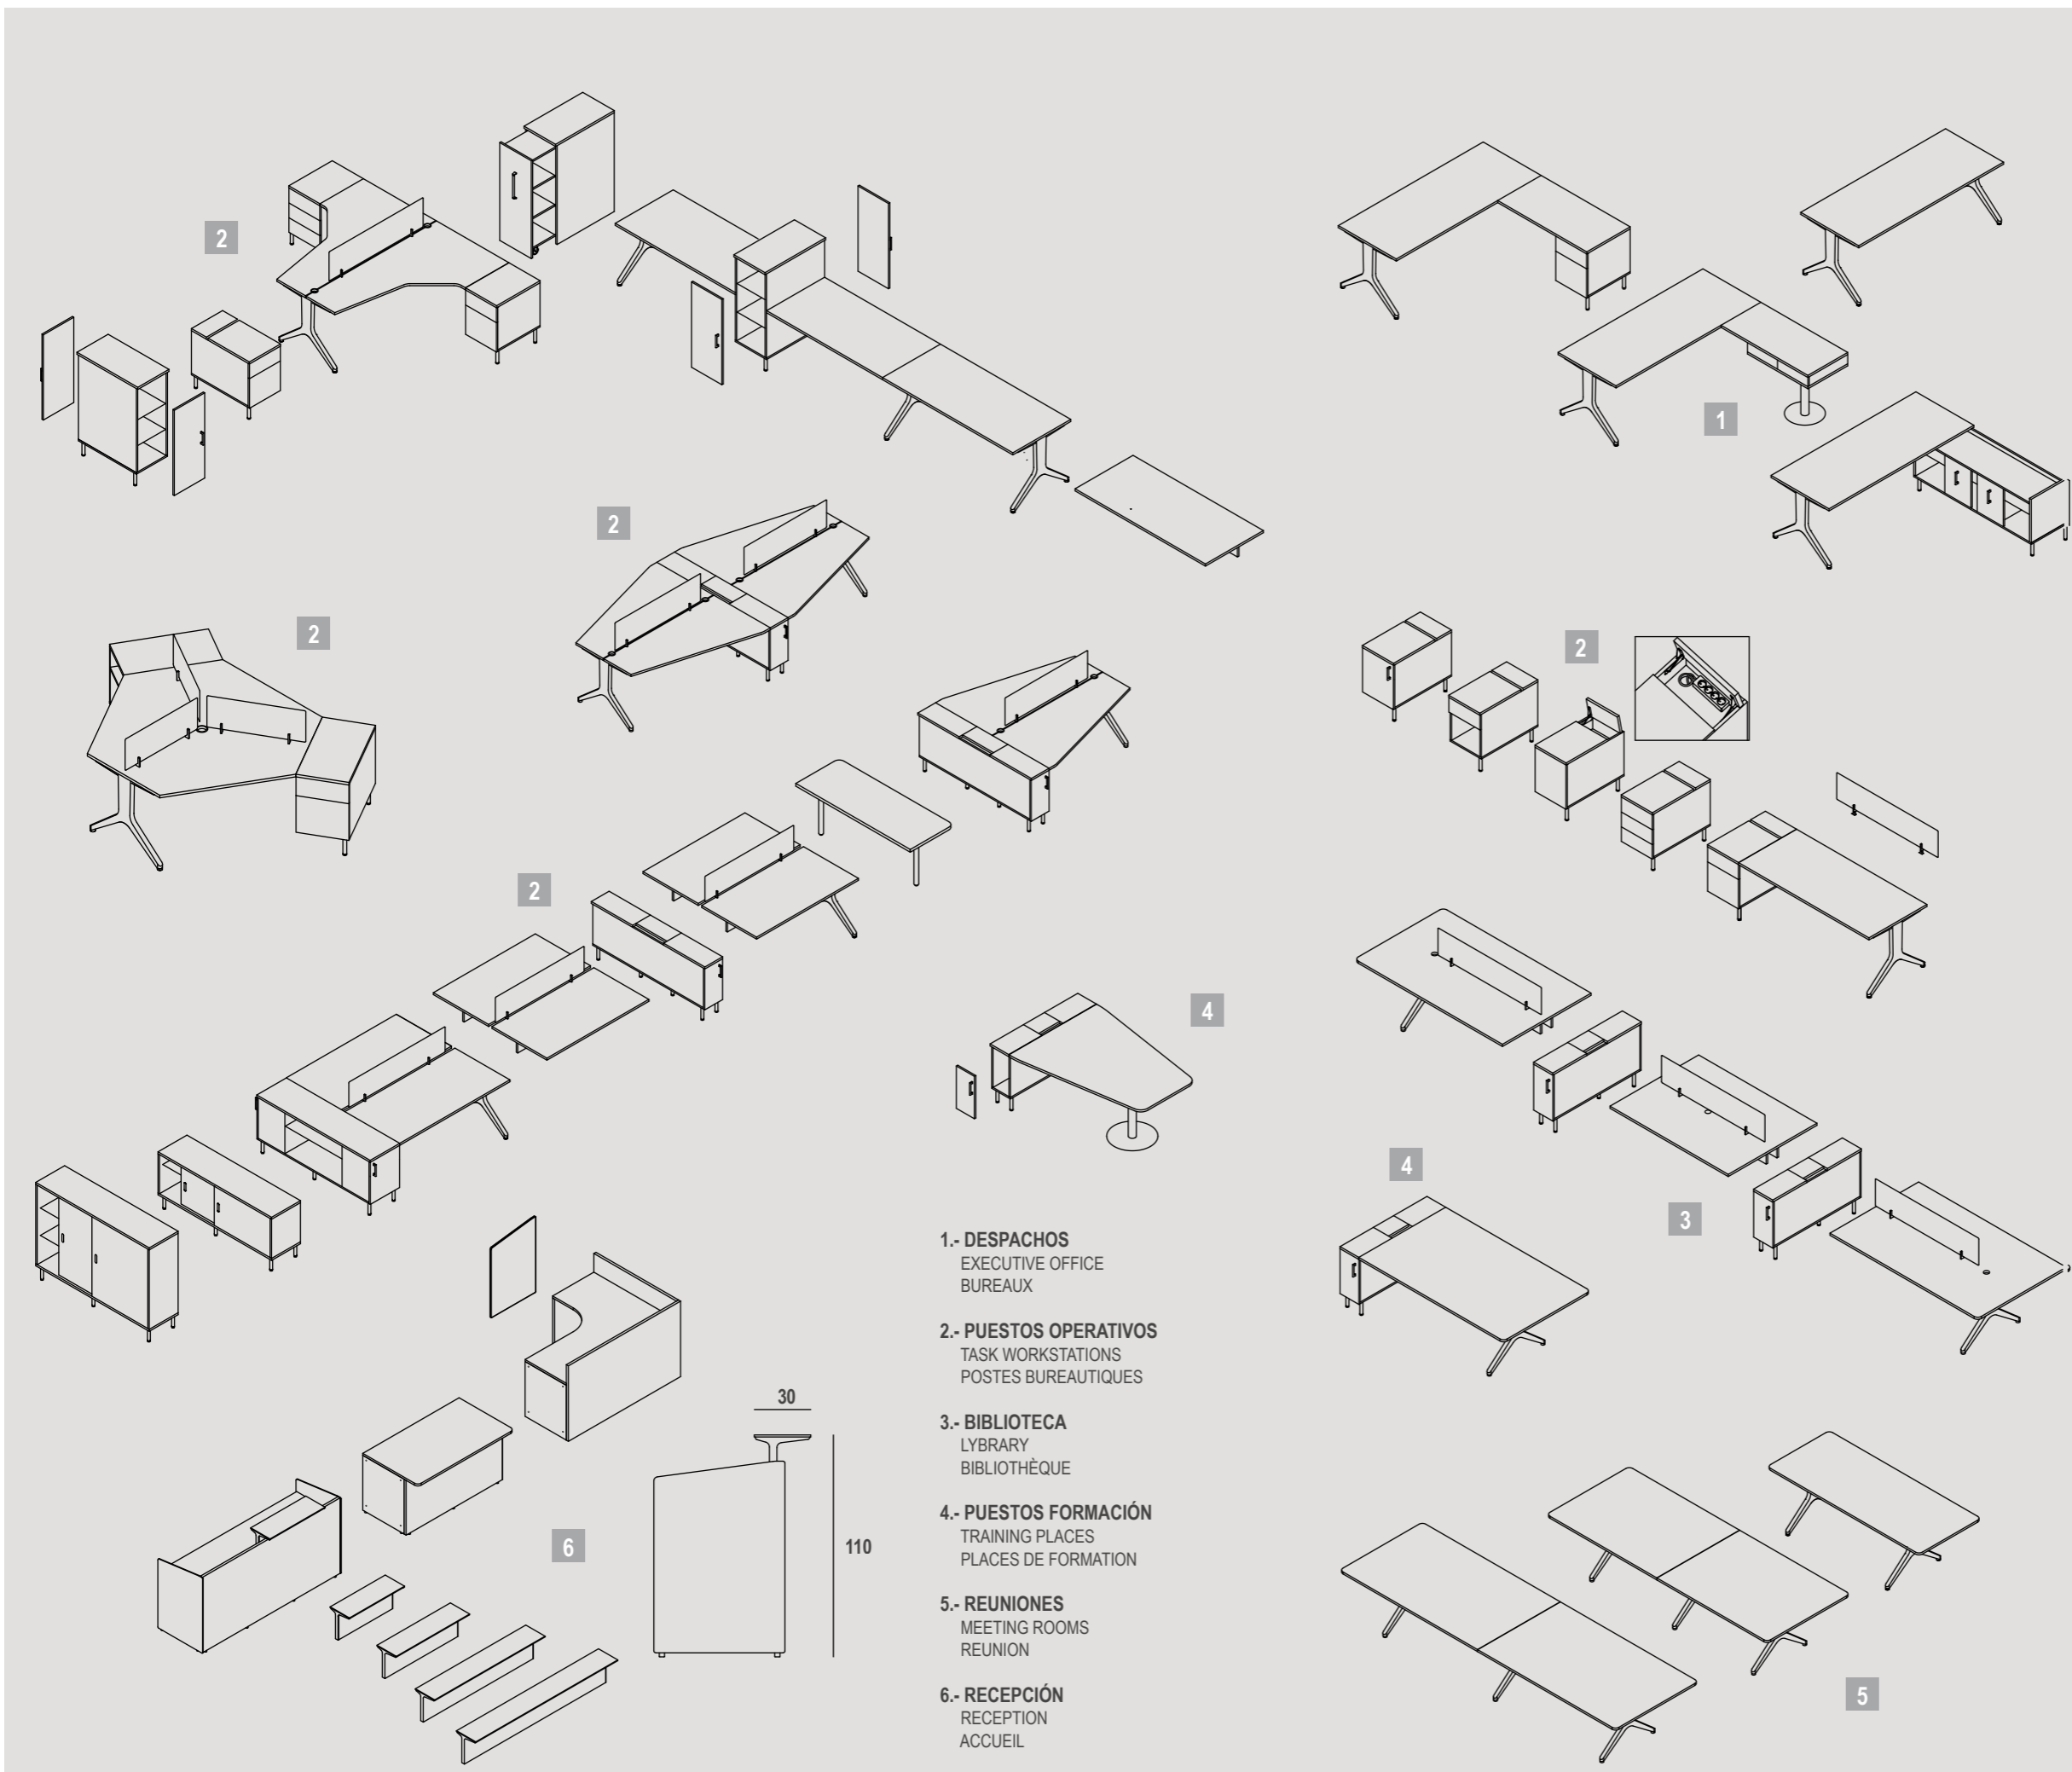 2
1
2
2
2
2
4
4
3
1.- DESPACHOS
EXECUTIVE OFFICE
BUREAUX
2.- PUESTOS OPERATIVOS
TASK WORKSTATIONS
POSTES BUREAUTIQUES
3.- BIBLIOTECA
LYBRARY
BIBLIOTHÈQUE
4.- PUESTOS FORMACIÓN
TRAINING PLACES
PLACES DE FORMATION
5.- REUNIONES
MEETING ROOMS
REUNION
6.- RECEPCIÓN
RECEPTION
ACCUEIL
30
110
6
5